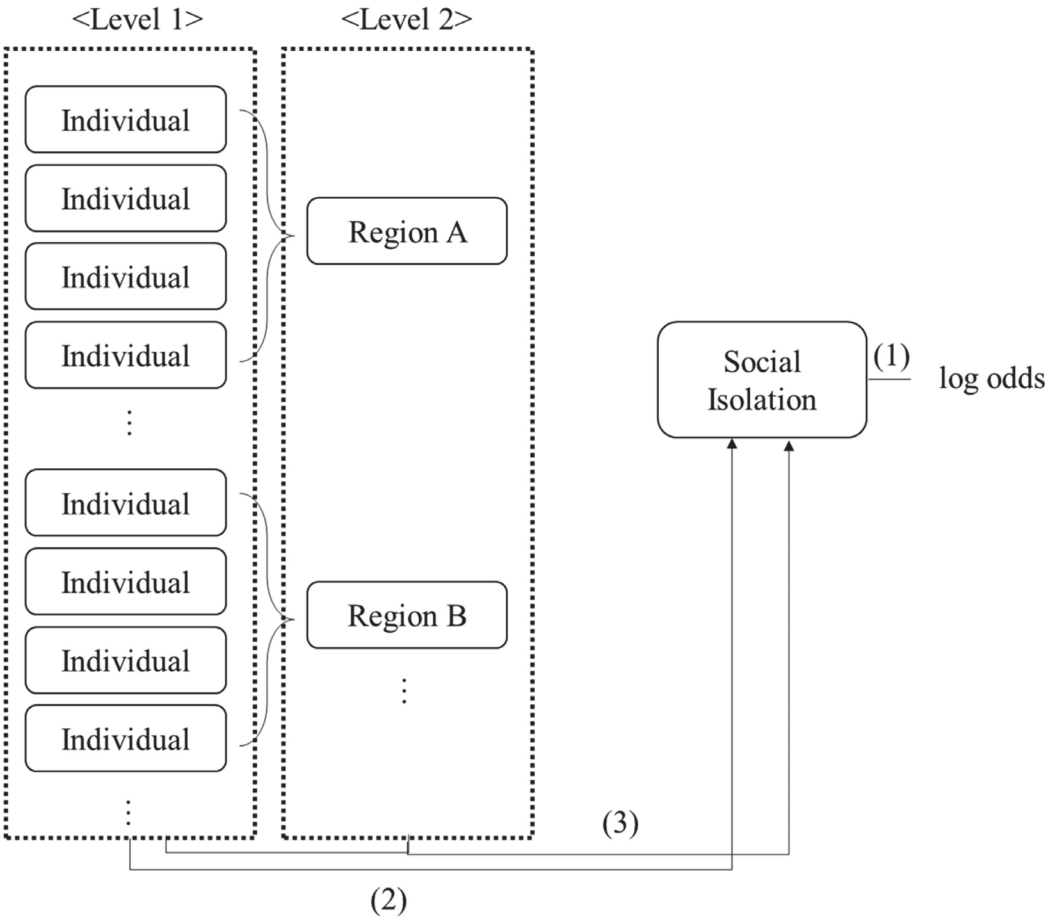 <Level 1>
<Level 2>
Individual
Individual
Individual
Individual
⋮
Individual
Individual
Individual
Individual
⋮
Region A
Region B
⋮
Social
Isolation
(1)
log odds
(3)
(2)